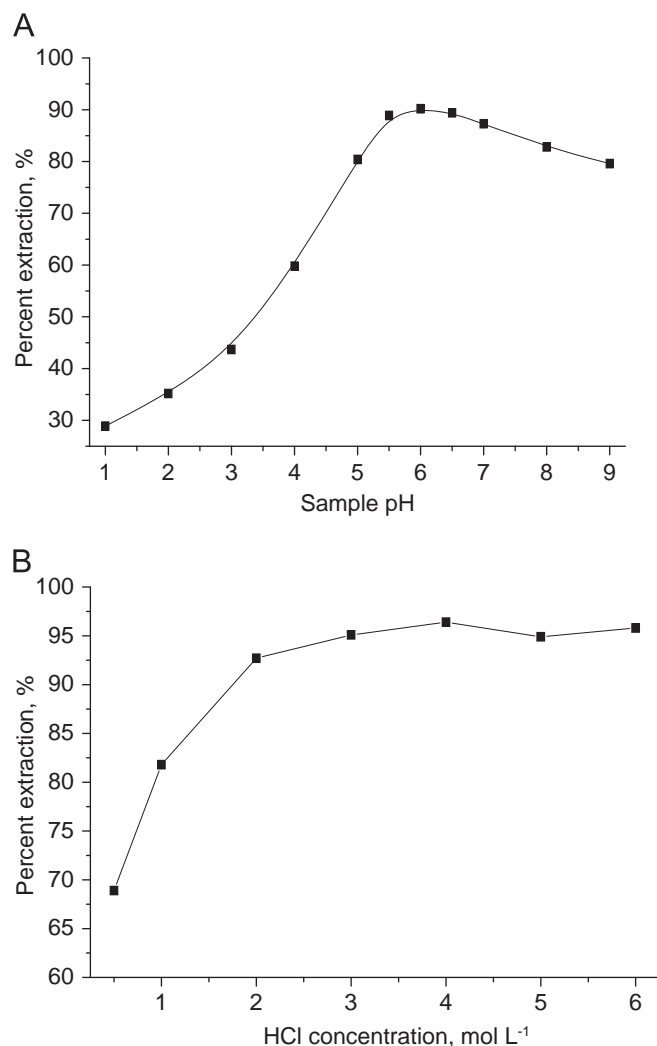 A
100
90
80
70
60
50
40
30
1 2 3 4 5 6 7 8 9
Percent extraction, %
Sample pH
B
100
95
90
85
80
75
70
65
60
1 2 3 4 5 6
Percent extraction, %
HCl concentration, mol L⁻¹